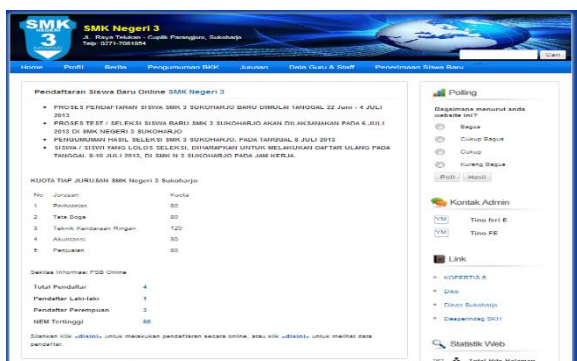 SMK
NEGERI
3
SUKOHARJO
SMK Negeri 3
JL. Raya Telukan - Cuplik Parangjoro, Sukoharjo
Telp: 0271-7081854
Cari
Home Profil Berita Pengumuman BKK Jurusan Data Guru & Staff Penerimaan Siswa Baru
Pendaftaran Siswa Baru Online SMK Negeri 3
PROSES PENDAFTARAN SISWA SMK 3 SUKOHARJO BARU DIMULAI TANGGAL 22 Juni - 4 JULI
2013
PROSES TEST / SELEKSI SISWA BARU SMK 3 SUKOHARJO AKAN DILAKSANAKAN PADA 6 JULI
2013 DI SMK NEGERI 3 SUKOHARJO
PENGUMUMAN HASIL SELEKSI SMK 3 SUKOHARJO. PADA TANGGAL 8 JULI 2013
SISWA / SISWI YANG LOLOS SELEKSI, DIHARAPKAN UNTUK MELAKUKAN DAFTAR ULANG PADA
TANGGAL 9-10 JULI 2013, DI SMK N 3 SUKOHARJO PADA JAM KERJA.
KUOTA TIAP JURUSAN SMK Negeri 3 Sukoharjo
No Jurusan Kuota
1 Perhotelan 80
2 Tata Boga 80
3 Teknik Kendaraan Ringan 120
4 Akuntansi 80
5 Penjualan 80
Sekilas Informasi PSB Online
Total Pendaftar 4
Pendaftar Laki-laki 1
Pendaftar Perempuan 3
NEM Tertinggi
Silahkan klik »disini« untuk melakukan pendaftaran secara online, atau klik »disini« untuk melihat data
pendaftar.
Polling
Bagaimana menurut anda
website ini?
Bagus
Cukup Bagus
Cukup
Kurang Bagus
Poll Hasil
Kontak Admin
YM Tino feri E
YM Tino FE
Link
KOPERTIS 6
Dikti
Dinas Sukoharjo
Desperindag SKH
Statistik Web